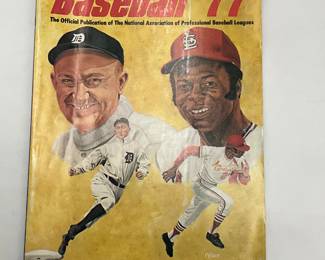 Baseball '77
The Official Publication of The National Association of Professional Baseball Leagues